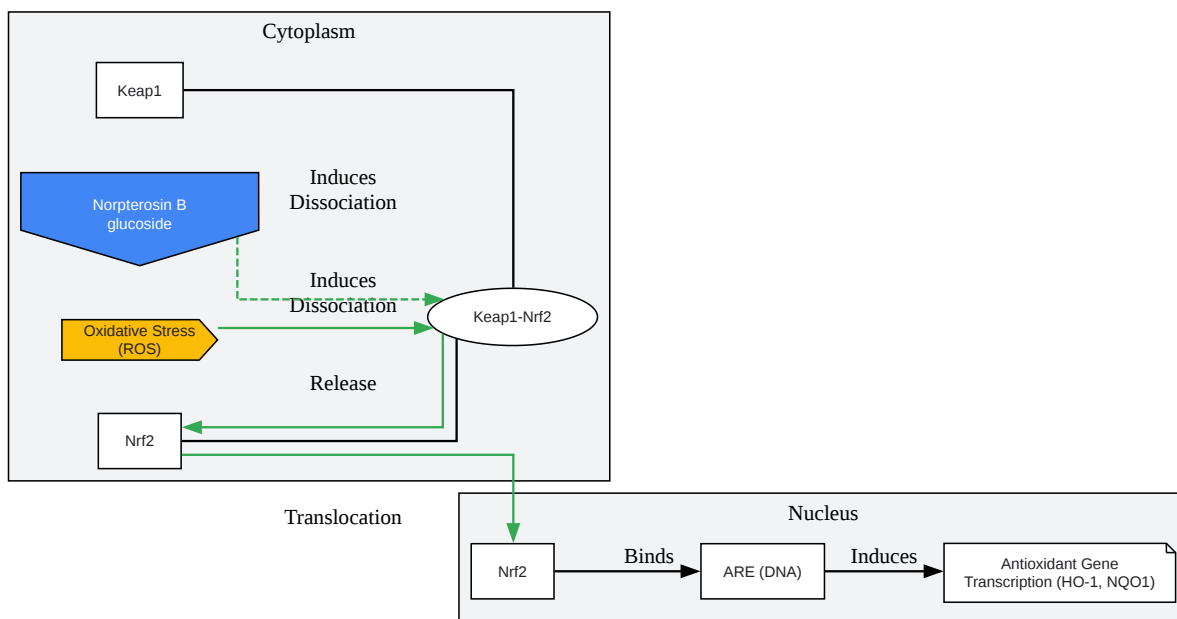 Cytoplasm
Keap1
Induces
Dissociation
Norpterosin B
glucoside
Induces
Dissociation
Keap1-Nrf2
Oxidative Stress
(ROS)
Release
Nrf2
Translocation
Nucleus
Nrf2
Binds
ARE (DNA)
Induces
Antioxidant Gene
Transcription (HO-1, NQO1)